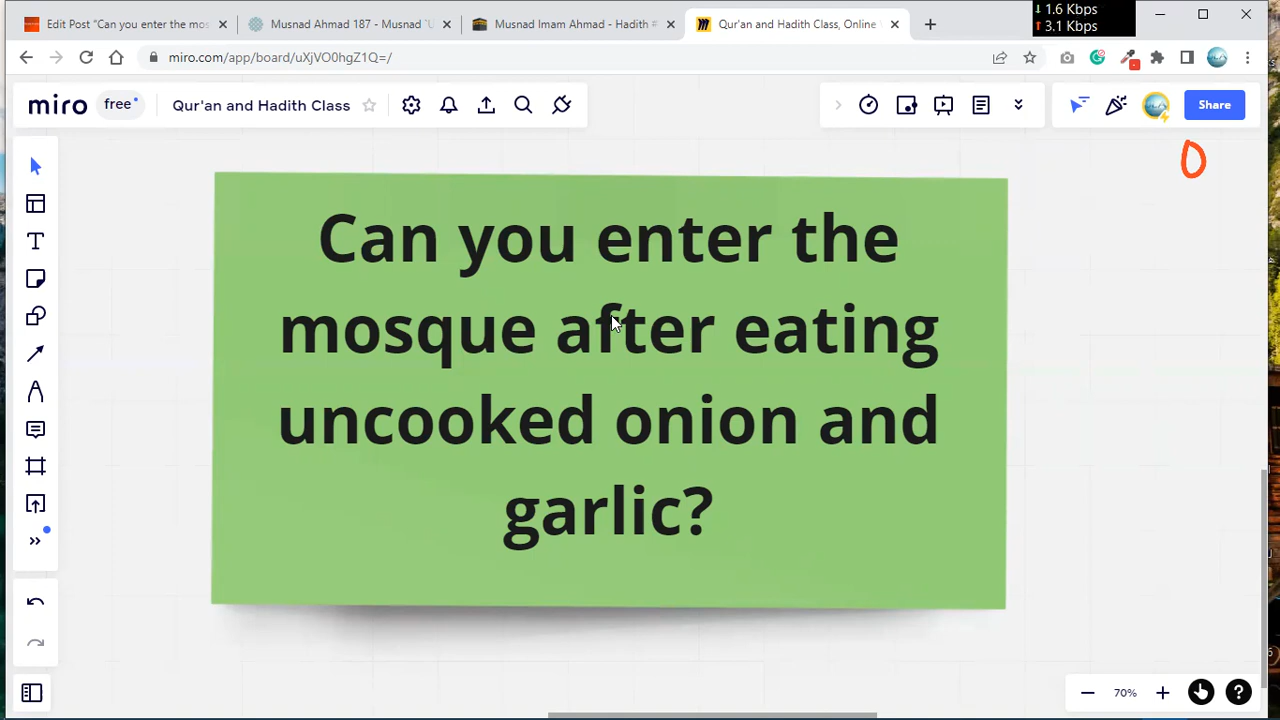 Edit Post "Can you enter the mos
Musnad Ahmad 187 - Musnad "U
Musnad Imam Ahmad - Hadith #
Qur'an and Hadith Class, Online
1.6 Kbps
3.1 Kbps
miro.com/app/board/uXjVO0hgZ1Q=/
miro free Qur'an and Hadith Class
Share
Can you enter the
mosque after eating
uncooked onion and
garlic?
70%